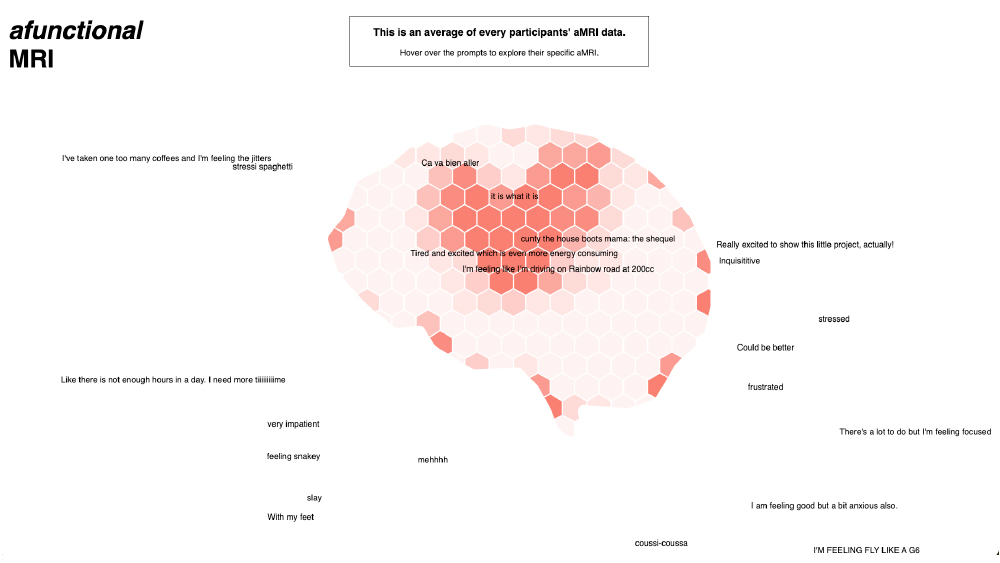 afunctional
MRI
This is an average of every participants' aMRI data.
Hover over the prompts to explore their specific aMRI.
I've taken one too many coffees and I'm feeling the jitters
stressi spaghetti
Ca va bien aller
it is what it is
cunty the house boots mama: the shequel
Tired and excited which is even more energy consuming
I'm feeling like I'm driving on Rainbow road at 200cc
Really excited to show this little project, actually!
Inquisititive
stressed
Could be better
Like there is not enough hours in a day. I need more tiiiiiiiiime
frustrated
very impatient
There's a lot to do but I'm feeling focused
feeling snakey
mehhhh
slay
I am feeling good but a bit anxious also.
With my feet
coussi-coussa
I'M FEELING FLY LIKE A G6